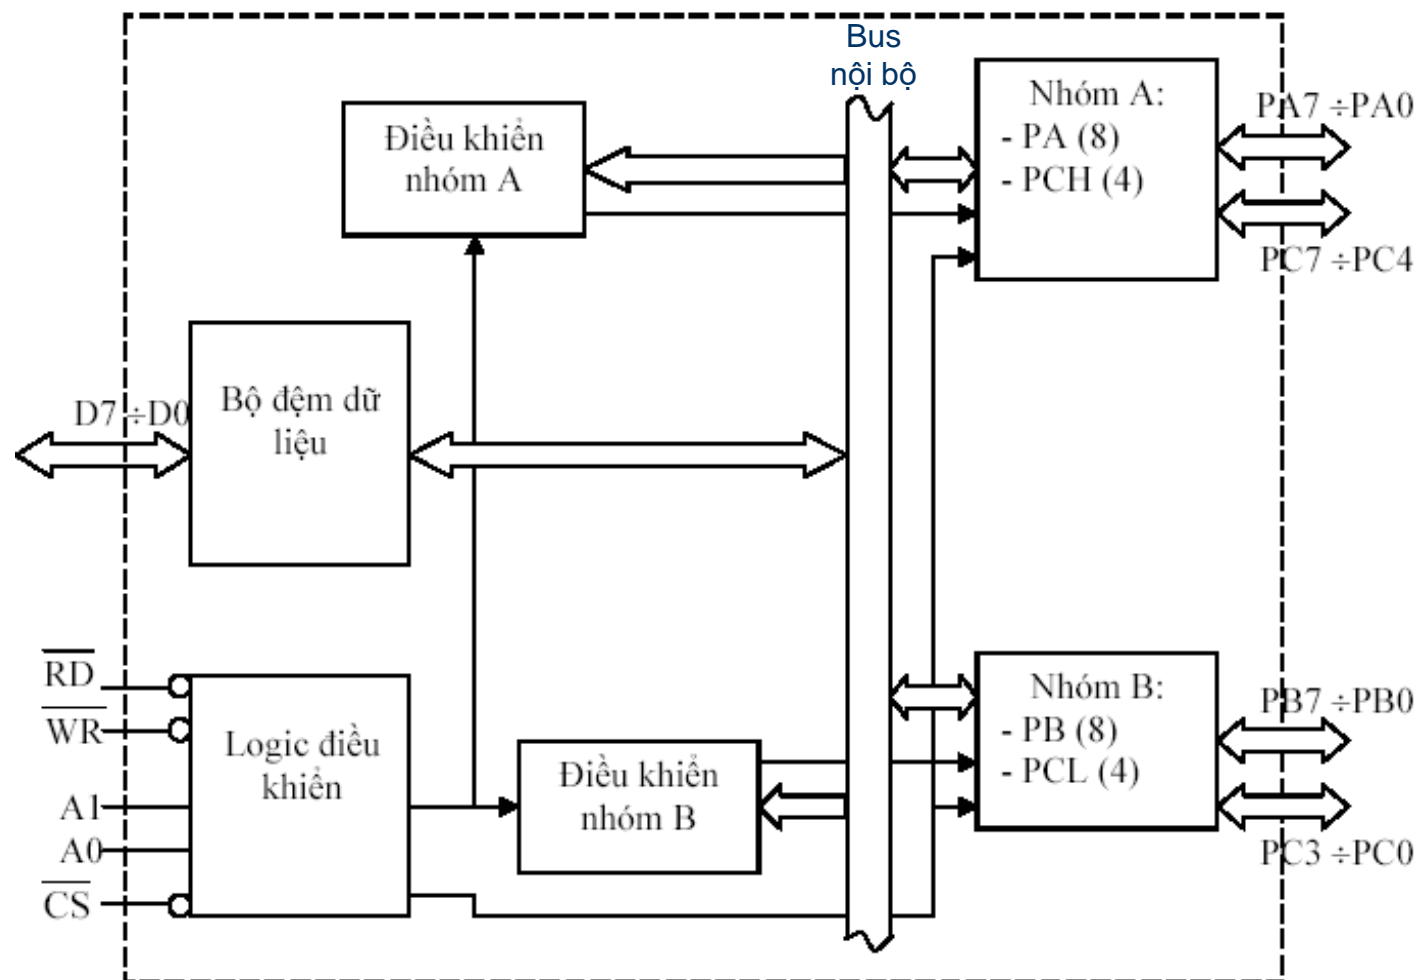 Bus
nội bộ
Nhóm A:
- PA (8)
- PCH (4)
PA7 ÷PA0
PC7 ÷PC4
Điều khiển
nhóm A
D7 ÷D0
Bộ đệm dữ
liệu
RD
WR
A1
A0
CS
Logic điều
khiển
Điều khiển
nhóm B
Nhóm B:
- PB (8)
- PCL (4)
PB7 ÷PB0
PC3 ÷PC0